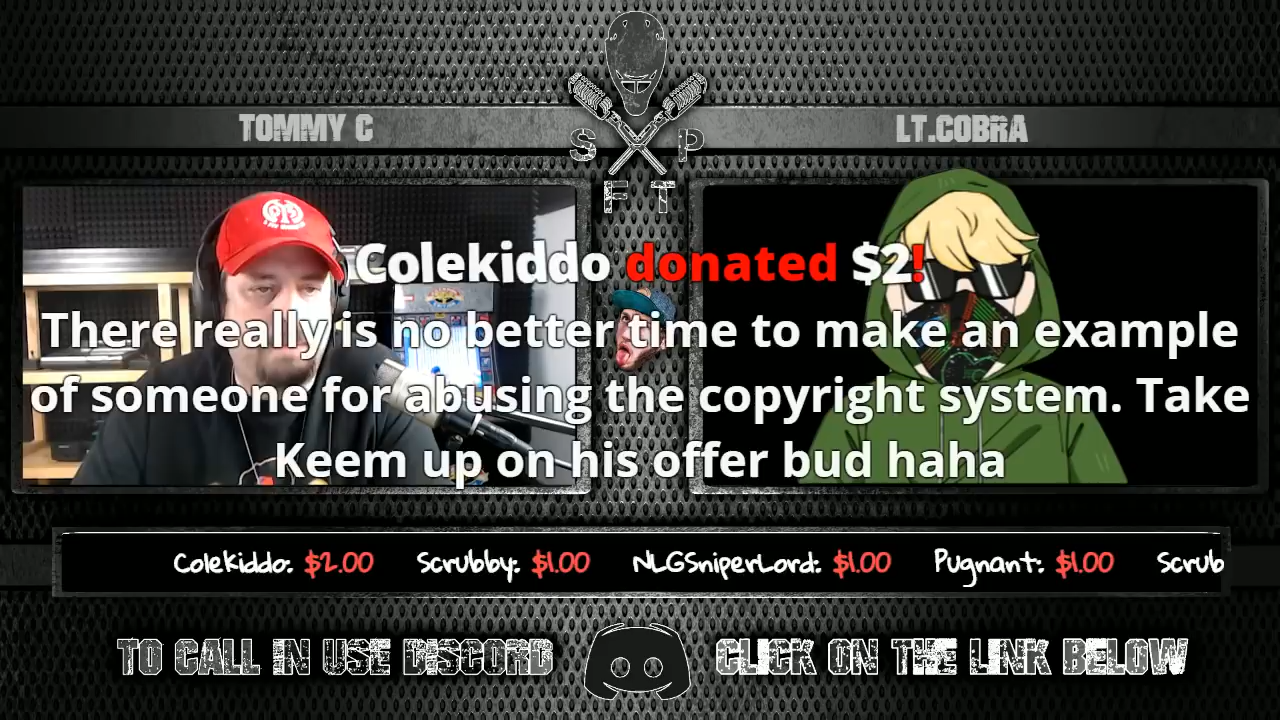 TOMMY C
LT.COBRA
S P
F T
Colekiddo donated $2!
There really is no better time to make an example
of someone for abusing the copyright system. Take
Keem up on his offer bud haha
Colekiddo: $2.00 Scrubby: $1.00 NLGSniperLord: $1.00 Pugnant: $1.00 Scrub
TO CALL IN USE DISCORD
CLICK ON THE LINK BELOW